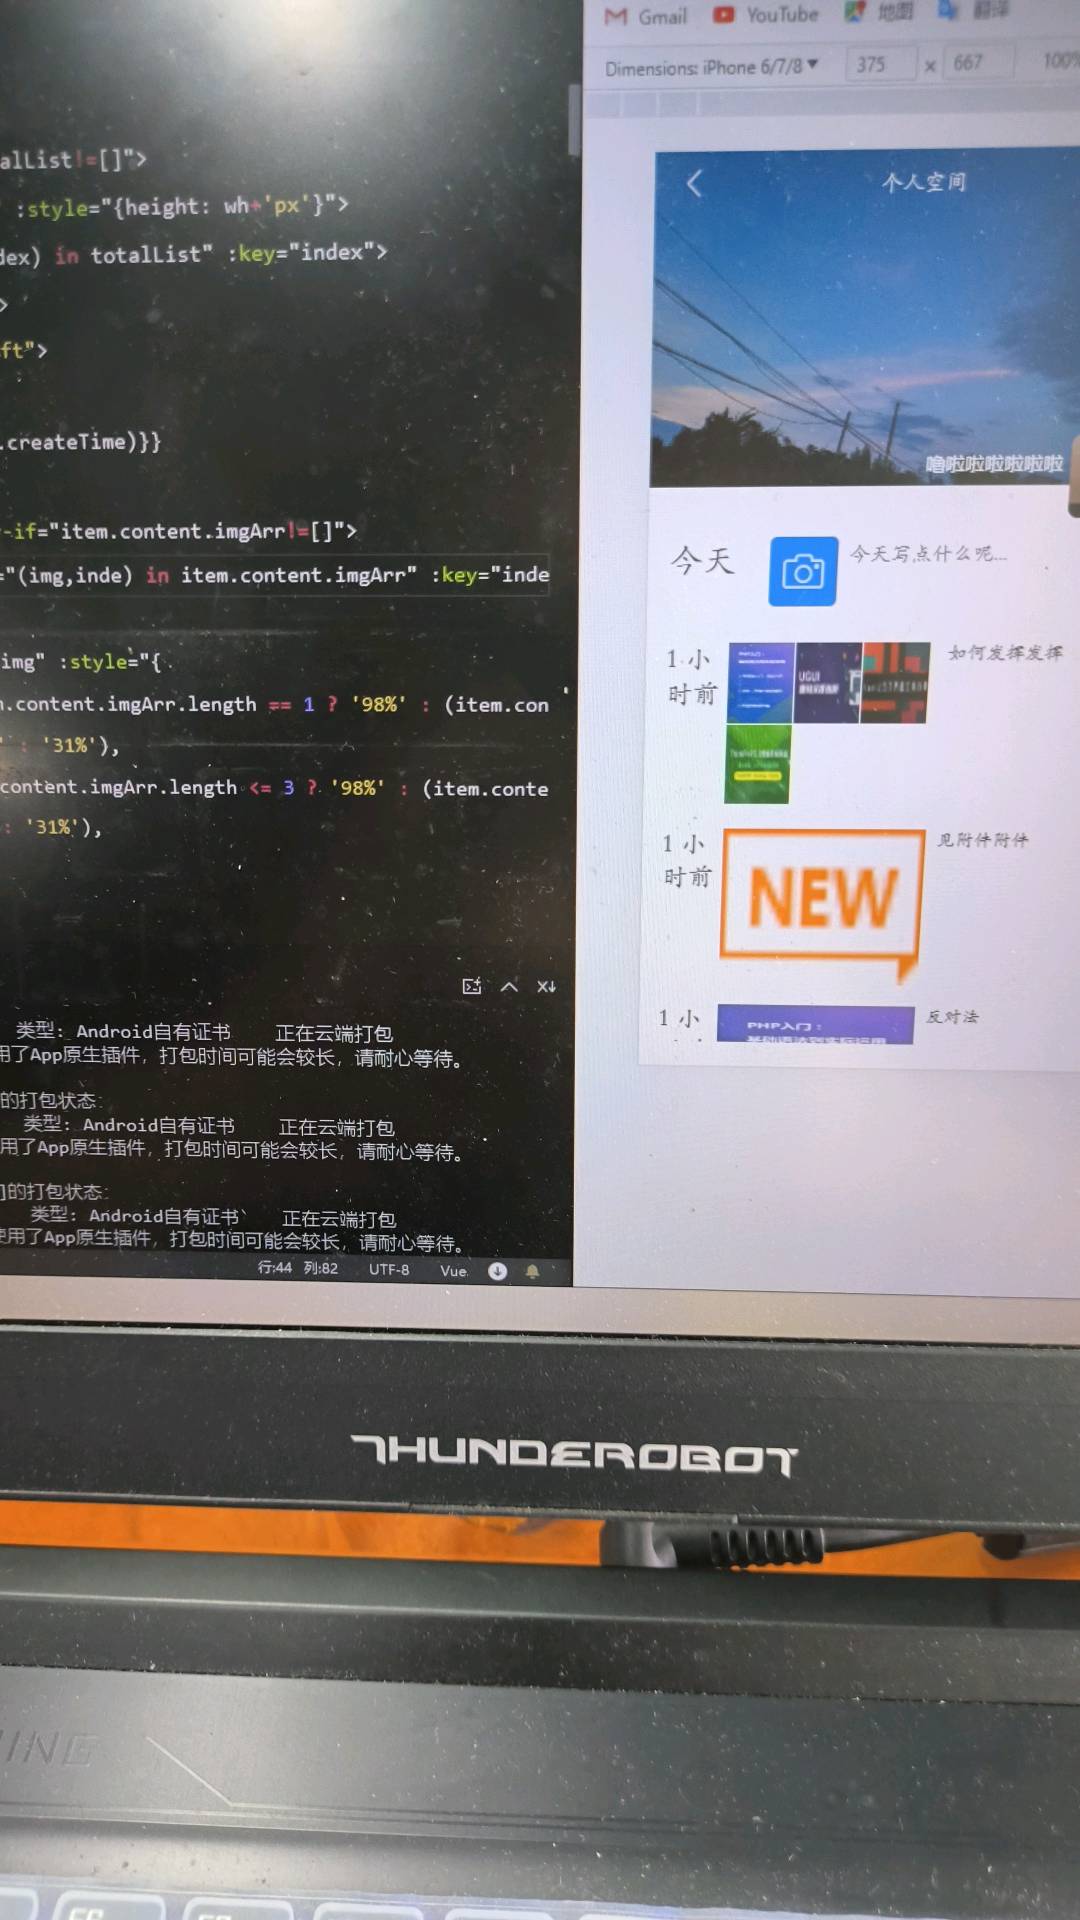 alList!=[]">
:style="{height: wh+'px'}">
dex) in totalList" :key="index">
>
ft">
.createTime)}}
-if="item.content.imgArr!=[]">
="(img,inde) in item.content.imgArr" :key="inde
img" :style="{
.content.imgArr.length == 1 ? '98%' : (item.con
' : '31%'),
content.imgArr.length <= 3 ? '98%' : (item.conte
: '31%'),
类型: Android自有证书 正在云端打包
用了App原生插件，打包时间可能会较长，请耐心等待。
的打包状态:
类型: Android自有证书 正在云端打包
用了App原生插件，打包时间可能会较长，请耐心等待。
的打包状态:
类型: Android自有证书 正在云端打包
使用了App原生插件，打包时间可能会较长，请耐心等待。
行:44 列:82 UTF-8 Vue
Gmail YouTube 地图 翻译
Dimensions: iPhone 6/7/8 375 x 667 100%
个人空间
噜啦啦啦啦啦啦
今天 今天写点什么呢...
1 小时前
UGUI
如何发挥发挥
1 小时前
NEW
见附件附件
1 小
PHP入门：
反对法
THUNDEROBOT
ING